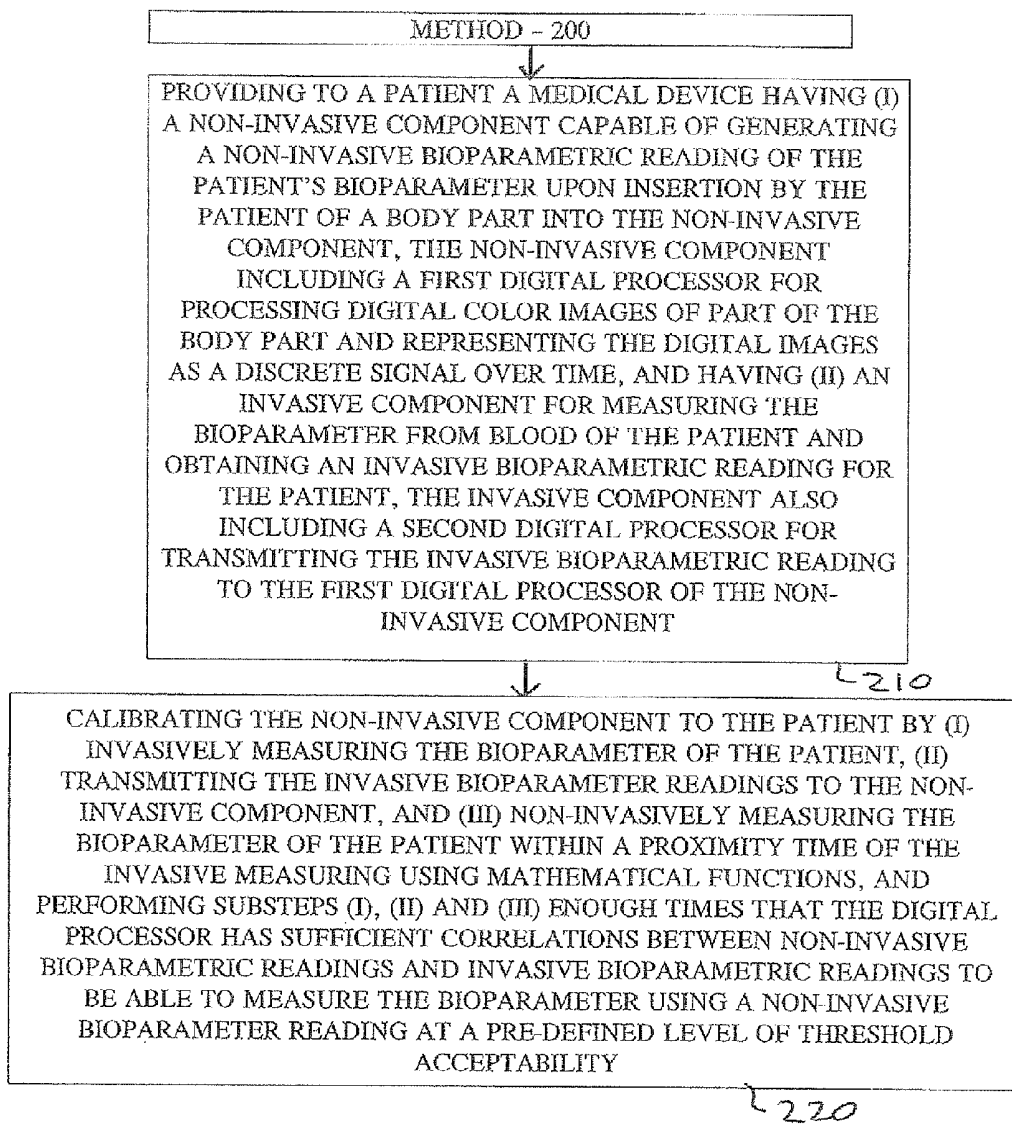 METHOD – 200
PROVIDING TO A PATIENT A MEDICAL DEVICE HAVING (I)
A NON-INVASIVE COMPONENT CAPABLE OF GENERATING
A NON-INVASIVE BIOPARAMETRIC READING OF THE
PATIENT'S BIOPARAMETER UPON INSERTION BY THE
PATIENT OF A BODY PART INTO THE NON-INVASIVE
COMPONENT, THE NON-INVASIVE COMPONENT
INCLUDING A FIRST DIGITAL PROCESSOR FOR
PROCESSING DIGITAL COLOR IMAGES OF PART OF THE
BODY PART AND REPRESENTING THE DIGITAL IMAGES
AS A DISCRETE SIGNAL OVER TIME, AND HAVING (II) AN
INVASIVE COMPONENT FOR MEASURING THE
BIOPARAMETER FROM BLOOD OF THE PATIENT AND
OBTAINING AN INVASIVE BIOPARAMETRIC READING FOR
THE PATIENT, THE INVASIVE COMPONENT ALSO
INCLUDING A SECOND DIGITAL PROCESSOR FOR
TRANSMITTING THE INVASIVE BIOPARAMETRIC READING
TO THE FIRST DIGITAL PROCESSOR OF THE NON-
INVASIVE COMPONENT
210
CALIBRATING THE NON-INVASIVE COMPONENT TO THE PATIENT BY (I)
INVASIVELY MEASURING THE BIOPARAMETER OF THE PATIENT, (II)
TRANSMITTING THE INVASIVE BIOPARAMETER READINGS TO THE NON-
INVASIVE COMPONENT, AND (III) NON-INVASIVELY MEASURING THE
BIOPARAMETER OF THE PATIENT WITHIN A PROXIMITY TIME OF THE
INVASIVE MEASURING USING MATHEMATICAL FUNCTIONS, AND
PERFORMING SUBSTEPS (I), (II) AND (III) ENOUGH TIMES THAT THE DIGITAL
PROCESSOR HAS SUFFICIENT CORRELATIONS BETWEEN NON-INVASIVE
BIOPARAMETRIC READINGS AND INVASIVE BIOPARAMETRIC READINGS TO
BE ABLE TO MEASURE THE BIOPARAMETER USING A NON-INVASIVE
BIOPARAMETER READING AT A PRE-DEFINED LEVEL OF THRESHOLD
ACCEPTABILITY
220